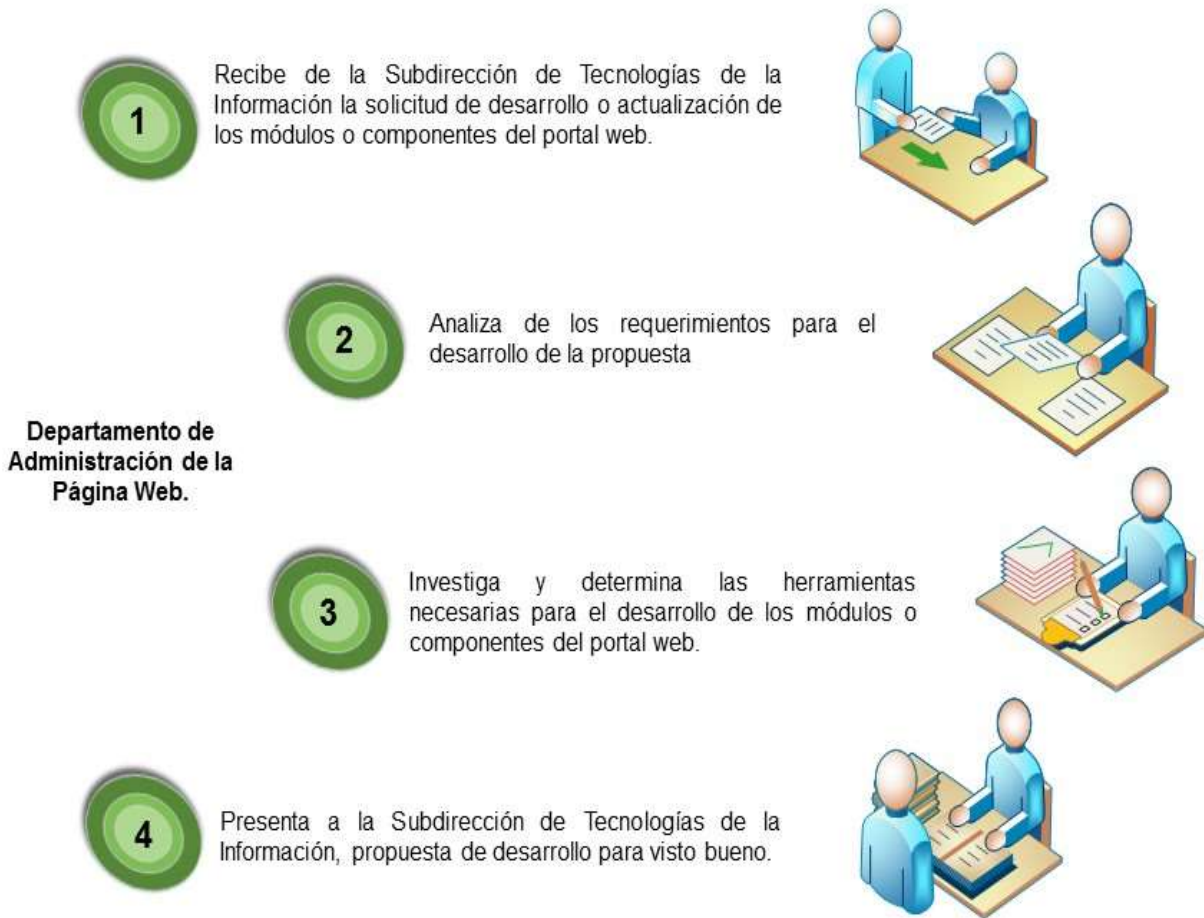 1
Recibe de la Subdirección de Tecnologías de la
Información la solicitud de desarrollo o actualización de
los módulos o componentes del portal web.
2
Analiza de los requerimientos para el
desarrollo de la propuesta
Departamento de
Administración de la
Página Web.
3
Investiga y determina las herramientas
necesarias para el desarrollo de los módulos o
componentes del portal web.
4
Presenta a la Subdirección de Tecnologías de la
Información, propuesta de desarrollo para visto bueno.